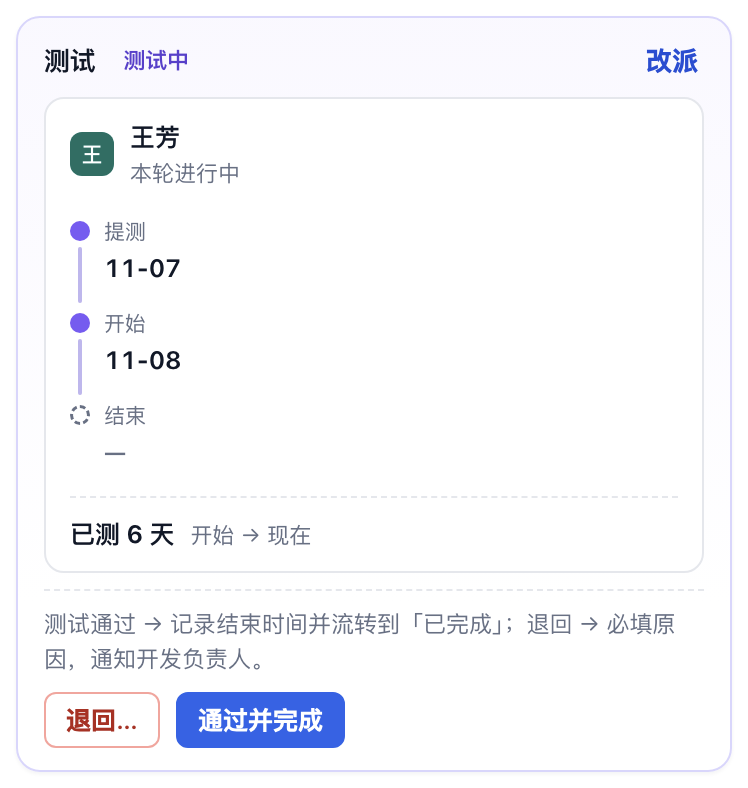 测试 测试中 改派
王
王芳
本轮进行中
提测
11-07
开始
11-08
结束
—
已测 6 天 开始 → 现在
测试通过 → 记录结束时间并流转到「已完成」；退回 → 必填原
因，通知开发负责人。
退回... 通过并完成